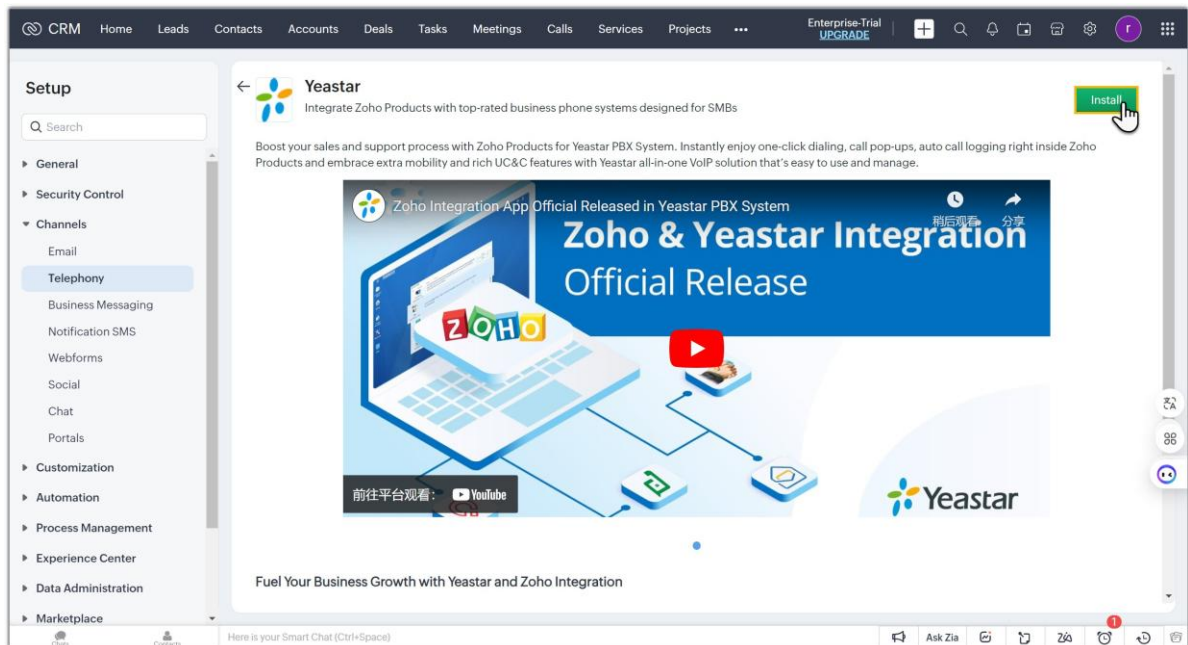 CRM Home Leads Contacts Accounts Deals Tasks Meetings Calls Services Projects ••• Enterprise-Trial
UPGRADE
r
Setup
Search
General
Security Control
Channels
Email
Telephony
Business Messaging
Notification SMS
Webforms
Social
Chat
Portals
Customization
Automation
Process Management
Experience Center
Data Administration
Marketplace
Yeastar
Integrate Zoho Products with top-rated business phone systems designed for SMBs
Install
Boost your sales and support process with Zoho Products for Yeastar PBX System. Instantly enjoy one-click dialing, call pop-ups, auto call logging right inside Zoho
Products and embrace extra mobility and rich UC&C features with Yeastar all-in-one VoIP solution that's easy to use and manage.
Zoho Integration App Official Released in Yeastar PBX System
稍后观看 分享
Zoho & Yeastar Integration
Official Release
ZOHO
前往平台观看： YouTube
Yeastar
Fuel Your Business Growth with Yeastar and Zoho Integration
Chats Contacts Here is your Smart Chat (Ctrl+Space) Ask Zia 1